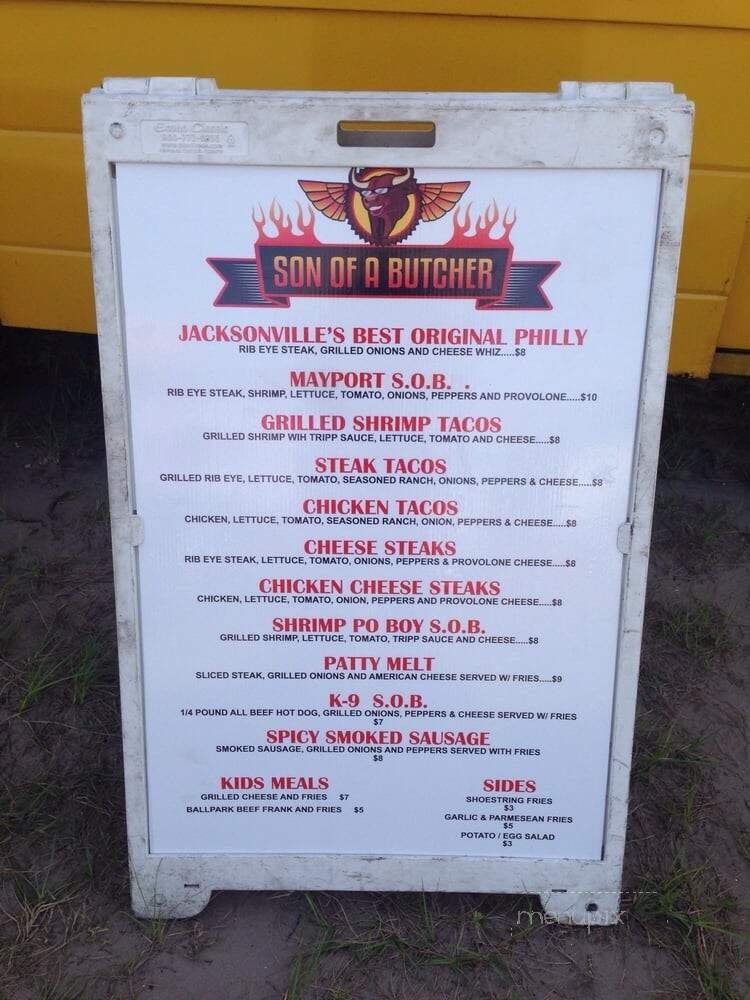 SON OF A BUTCHER
JACKSONVILLE'S BEST ORIGINAL PHILLY
RIB EYE STEAK, GRILLED ONIONS AND CHEESE WHIZ.....$8
MAYPORT S.O.B. .
RIB EYE STEAK, SHRIMP, LETTUCE, TOMATO, ONIONS, PEPPERS AND PROVOLONE.....$10
GRILLED SHRIMP TACOS
GRILLED SHRIMP WIH TRIPP SAUCE, LETTUCE, TOMATO AND CHEESE.....$8
STEAK TACOS
GRILLED RIB EYE, LETTUCE, TOMATO, SEASONED RANCH, ONIONS, PEPPERS & CHEESE.....$8
CHICKEN TACOS
CHICKEN, LETTUCE, TOMATO, SEASONED RANCH, ONION, PEPPERS & CHEESE.....$8
CHEESE STEAKS
RIB EYE STEAK, LETTUCE, TOMATO, ONIONS, PEPPERS & PROVOLONE CHEESE.....$8
CHICKEN CHEESE STEAKS
CHICKEN, LETTUCE, TOMATO, ONION, PEPPERS AND PROVOLONE CHEESE.....$8
SHRIMP PO BOY S.O.B.
GRILLED SHRIMP, LETTUCE, TOMATO, TRIPP SAUCE AND CHEESE.....$8
PATTY MELT
SLICED STEAK, GRILLED ONIONS AND AMERICAN CHEESE SERVED W/ FRIES.....$9
K-9 S.O.B.
1/4 POUND ALL BEEF HOT DOG, GRILLED ONIONS, PEPPERS & CHEESE SERVED W/ FRIES
$7
SPICY SMOKED SAUSAGE
SMOKED SAUSAGE, GRILLED ONIONS AND PEPPERS SERVED WITH FRIES
$8
KIDS MEALS
GRILLED CHEESE AND FRIES $7
BALLPARK BEEF FRANK AND FRIES $5
SIDES
SHOESTRING FRIES
$3
GARLIC & PARMESEAN FRIES
$5
POTATO / EGG SALAD
$3
menupix